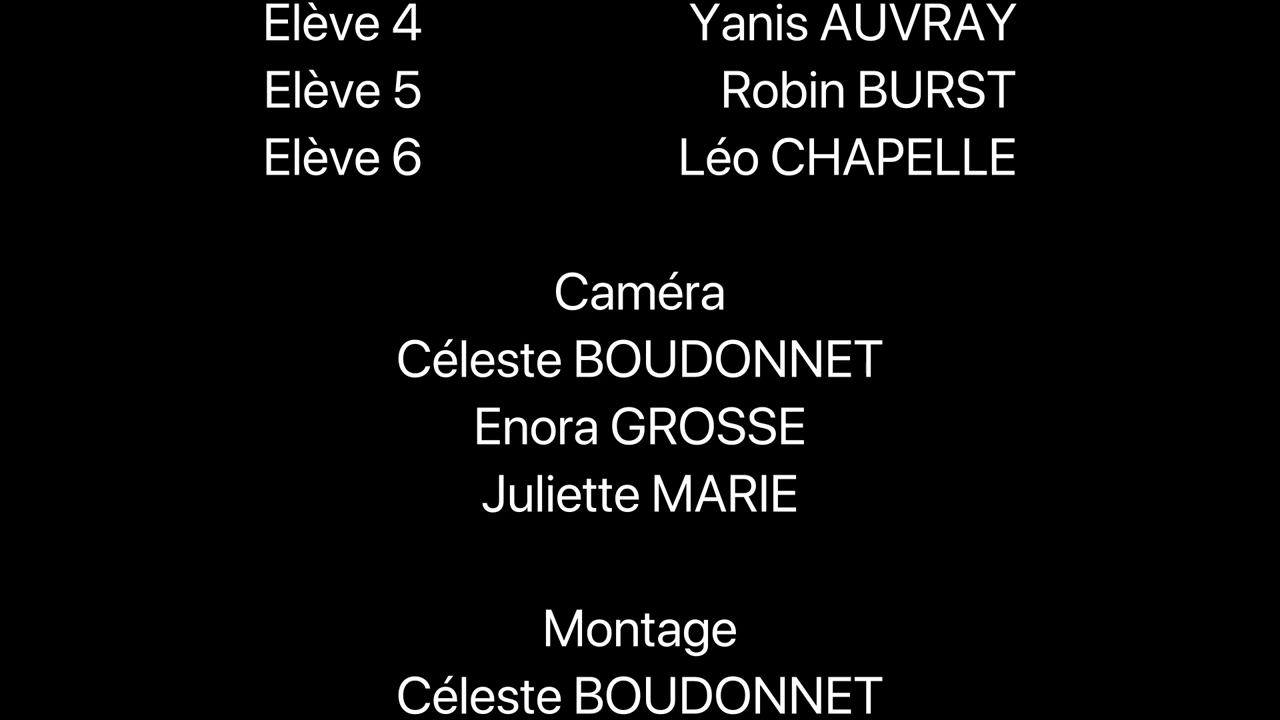 Elève 4 Yanis AUVRAY
Elève 5 Robin BURST
Elève 6 Léo CHAPELLE
Caméra
Céleste BOUDONNET
Enora GROSSE
Juliette MARIE
Montage
Céleste BOUDONNET